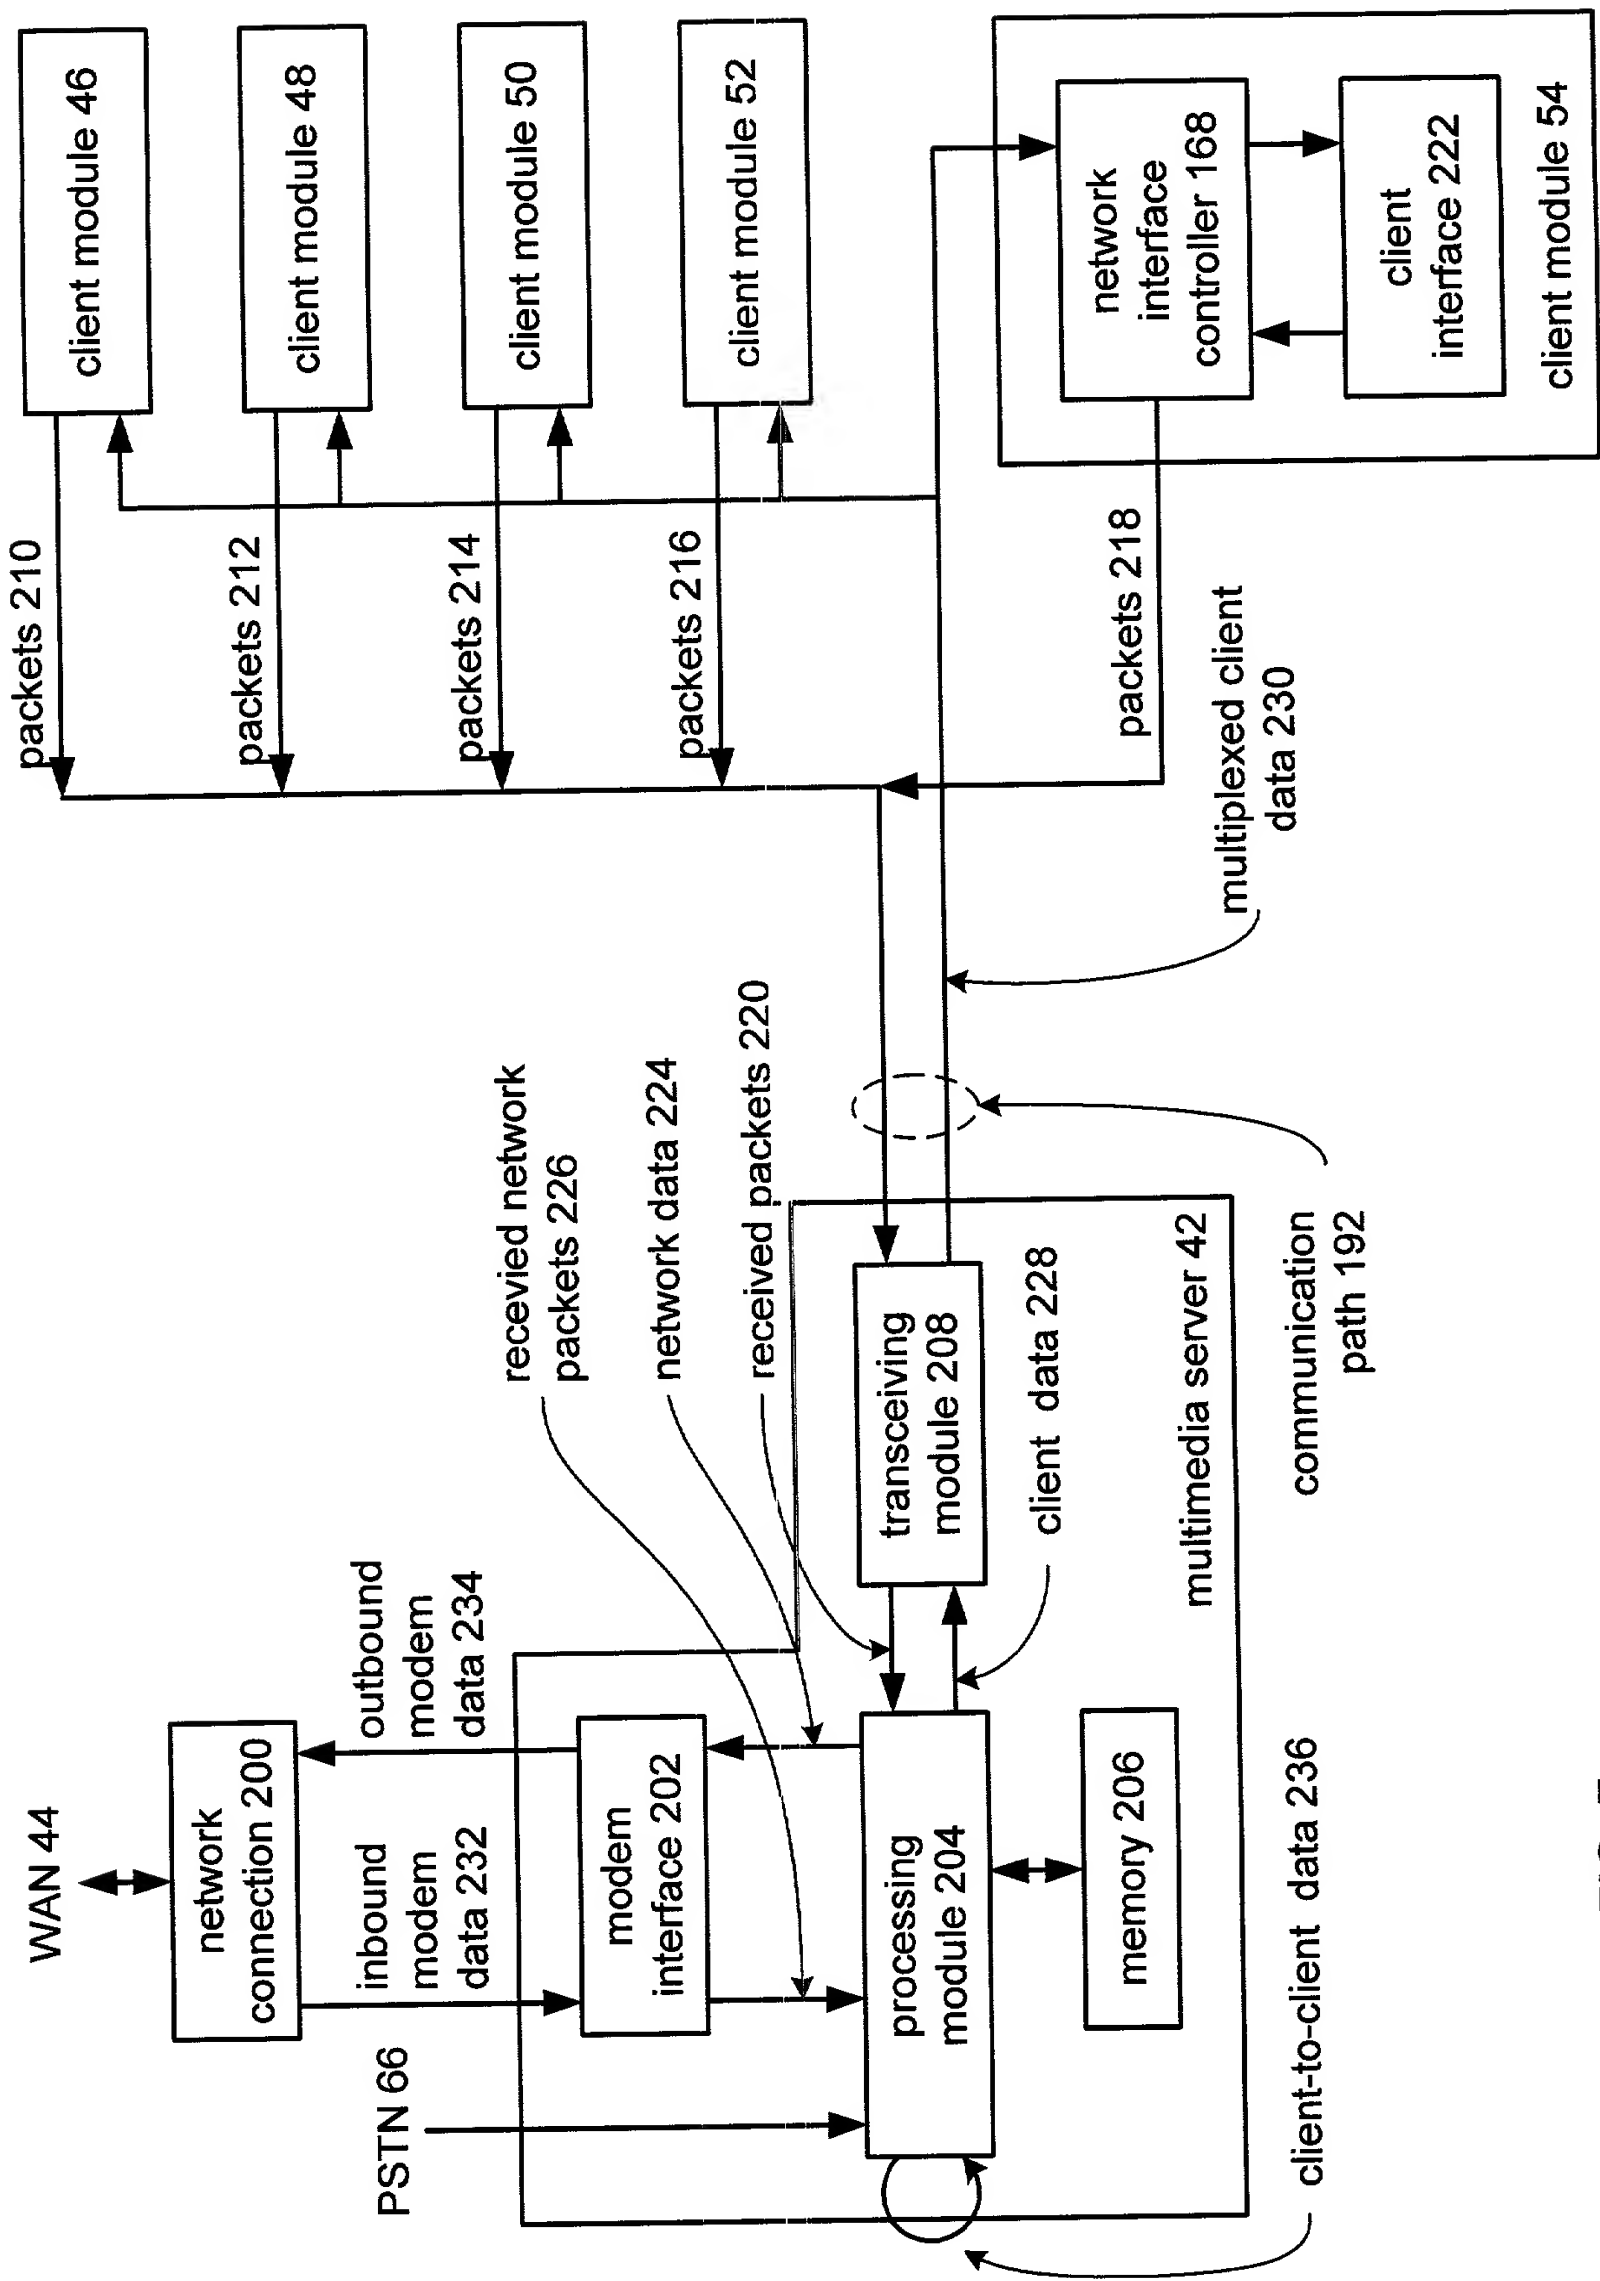 WAN 44
network
connection 200
inbound
modem
data 232
outbound
modem
data 234
PSTN 66
modem
interface 202
processing
module 204
memory 206
client-to-client data 236
recevied network
packets 226
network data 224
received packets 220
transceiving
module 208
client data 228
multimedia server 42
communication
path 192
multiplexed client
data 230
packets 210
packets 212
packets 214
packets 216
packets 218
client module 46
client module 48
client module 50
client module 52
network
interface
controller 168
client
interface 222
client module 54